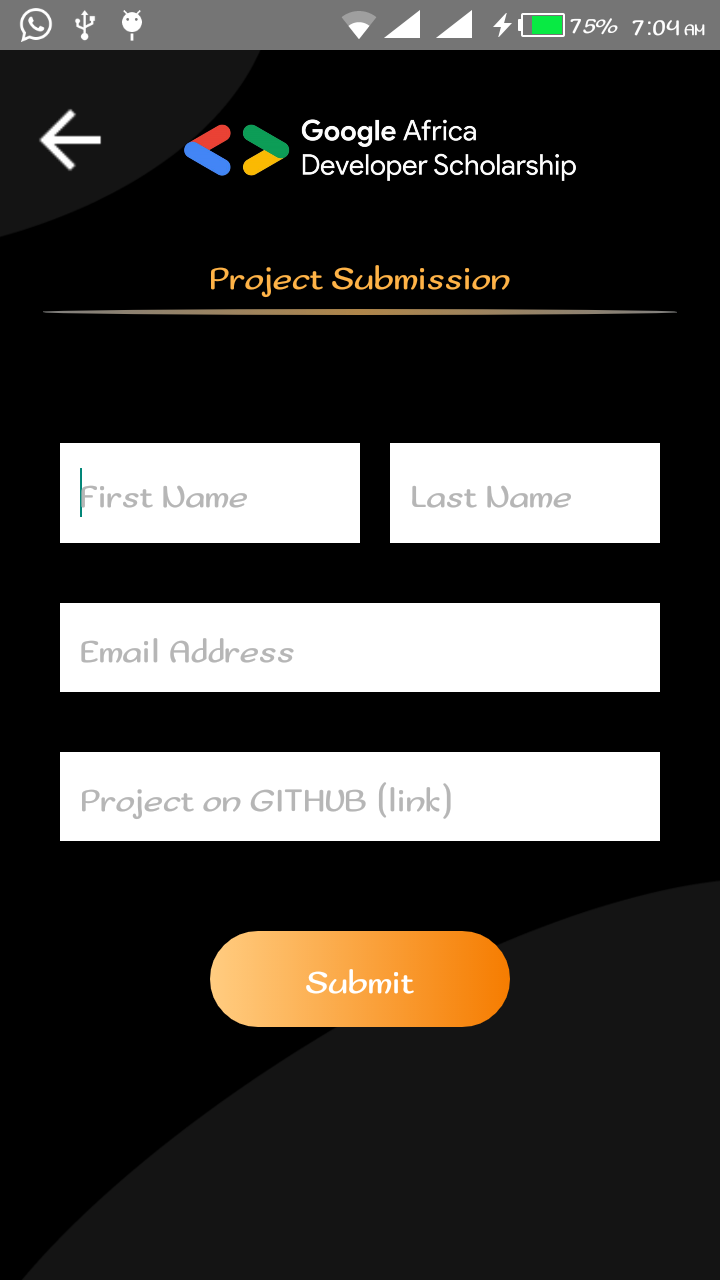 75% 7:04 AM
Google Africa
Developer Scholarship
Project Submission
First Name Last Name
Email Address
Project on GITHUB (link)
Submit